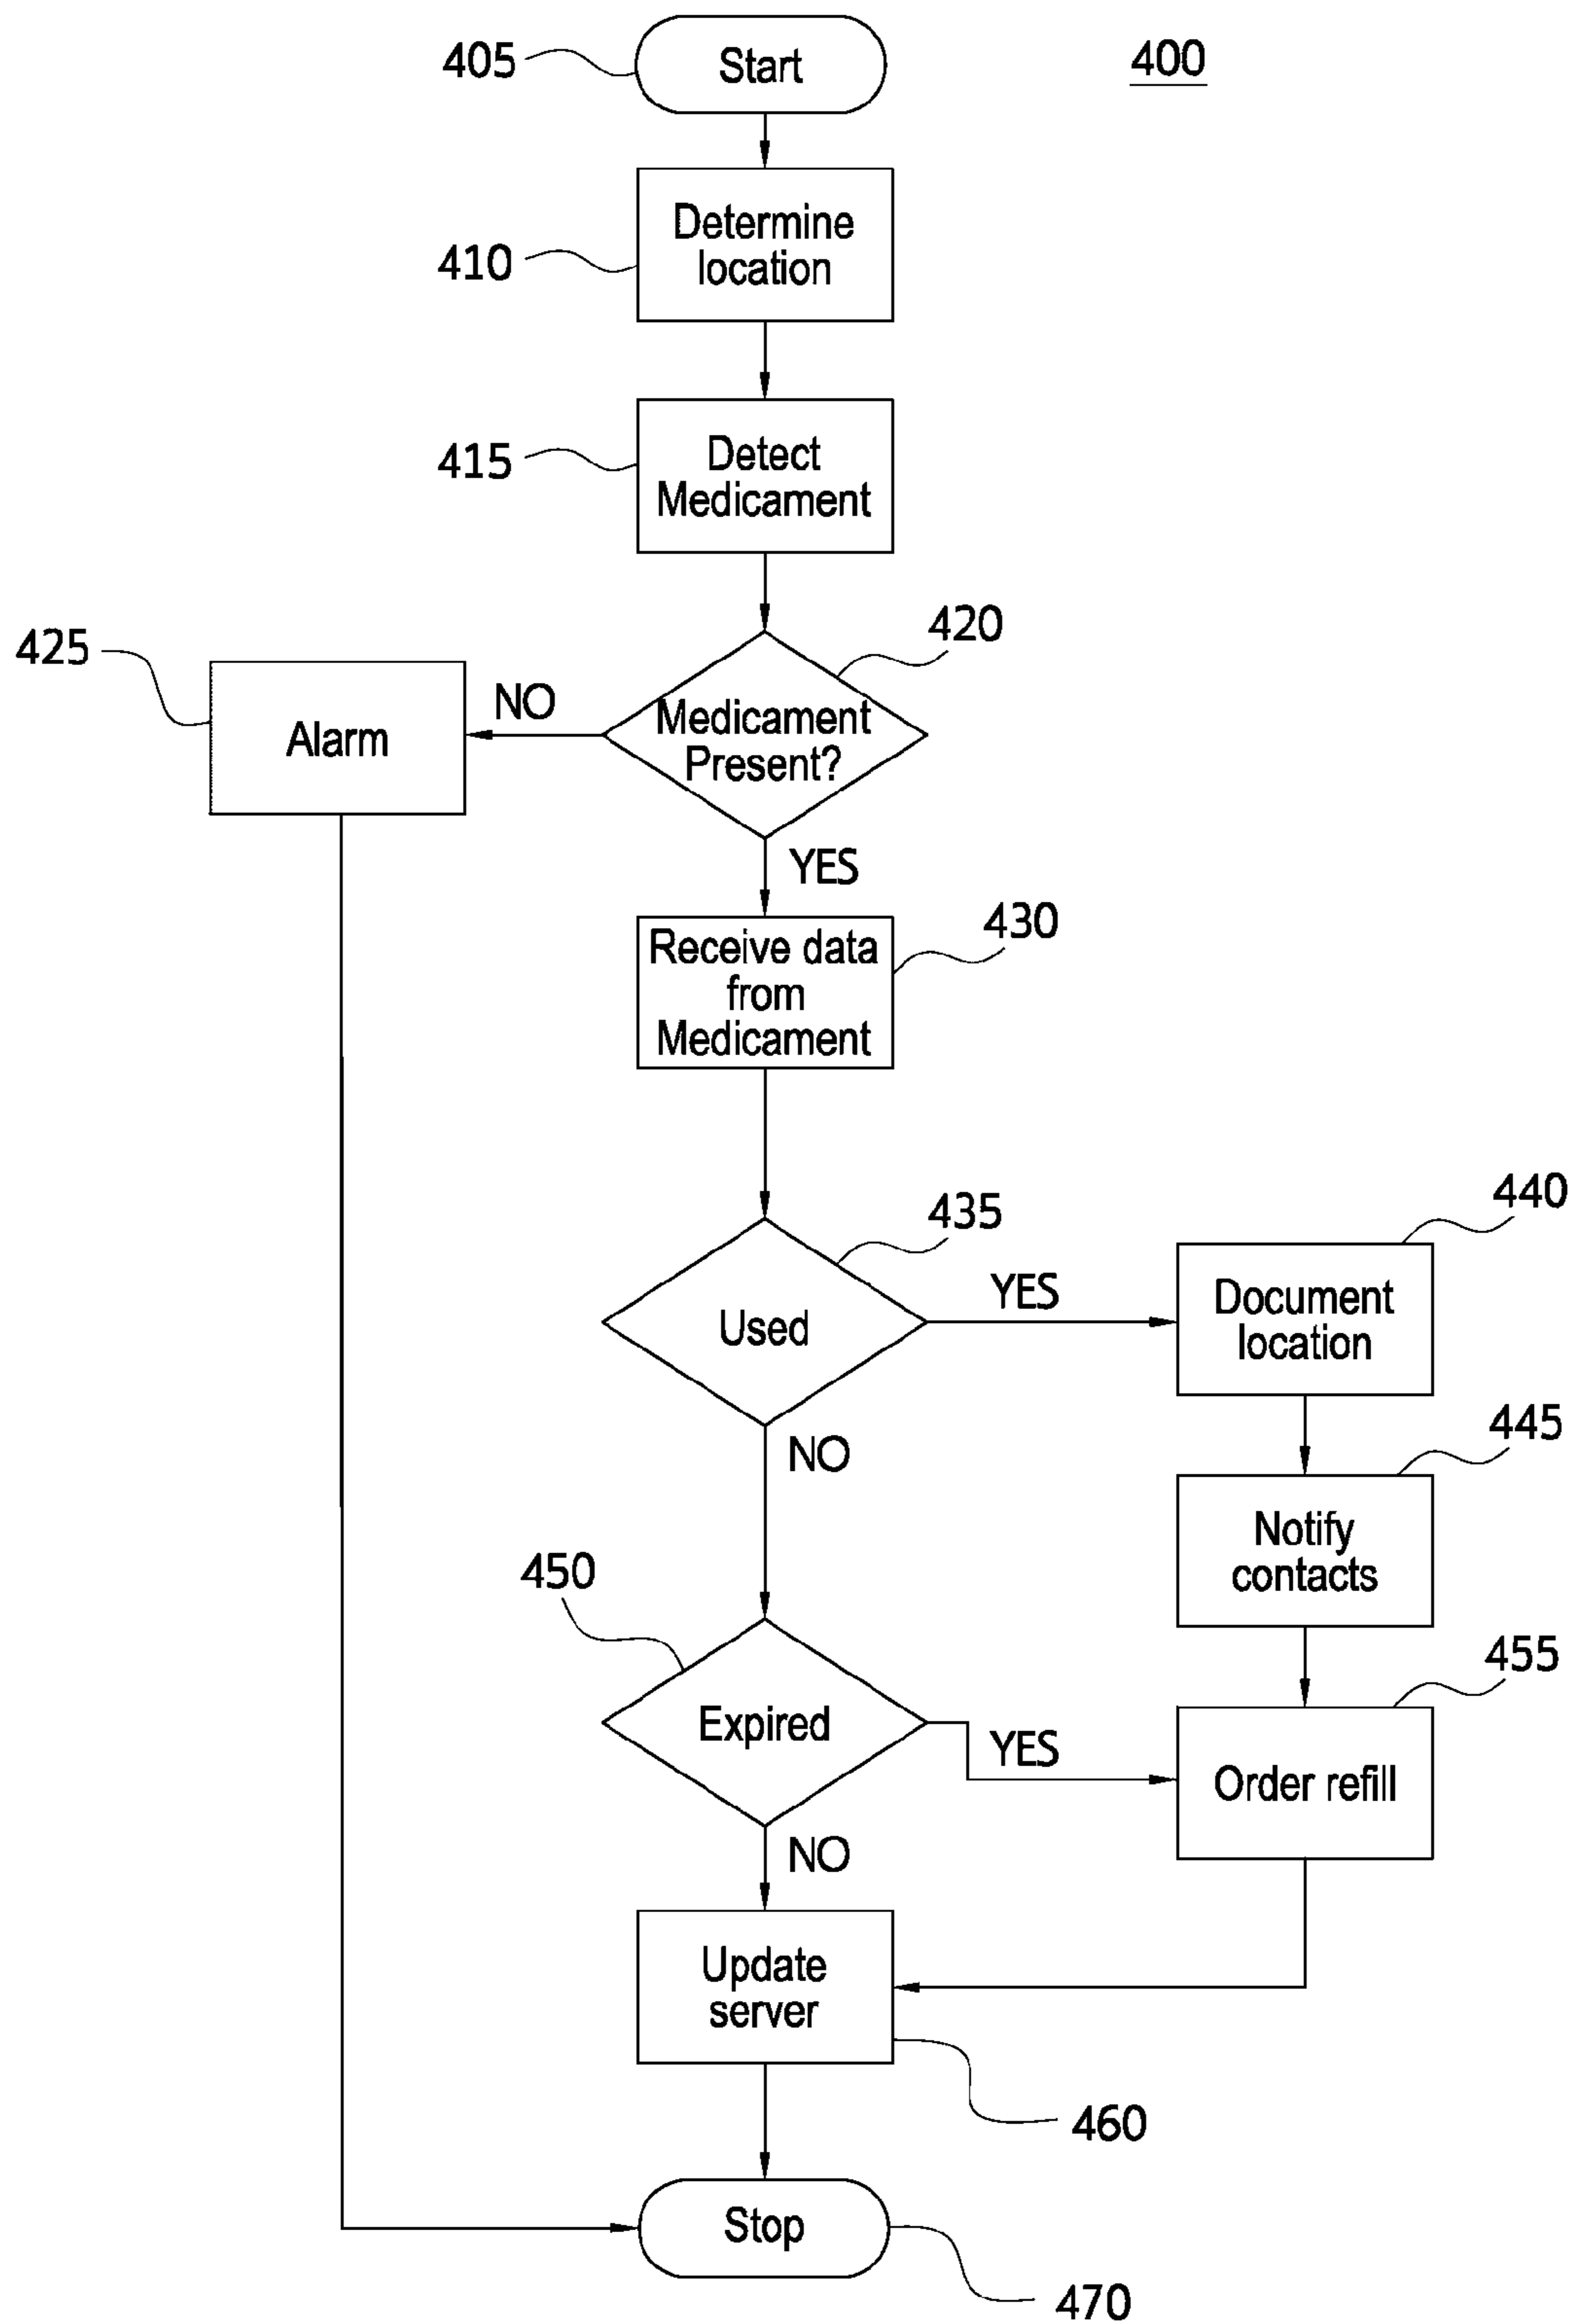 405
Start
400
410
Determine
location
415
Detect
Medicament
420
425
Alarm
NO
Medicament
Present?
YES
430
Receive data
from
Medicament
435
440
Used
YES
Document
location
NO
445
Notify
contacts
450
455
Expired
YES
Order refill
NO
Update
server
460
Stop
470